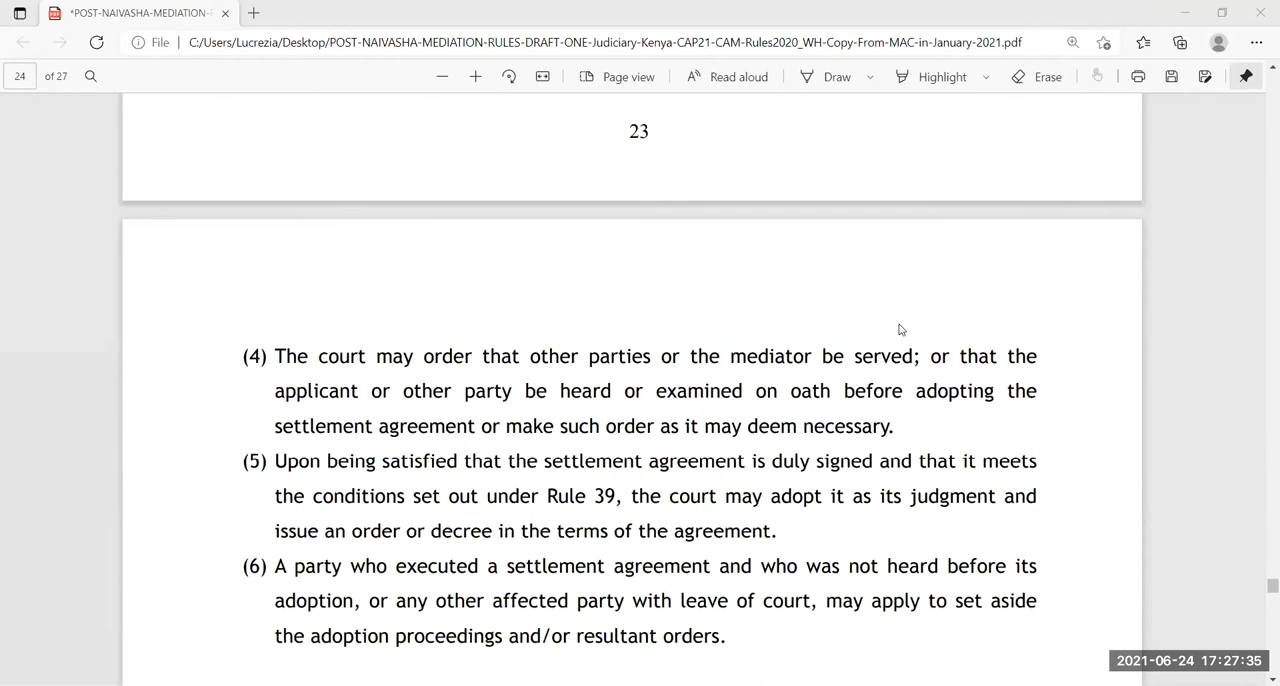 *POST-NAIVASHA-MEDIATION-
File
C:/Users/Lucrezia/Desktop/POST-NAIVASHA-MEDIATION-RULES-DRAFT-ONE-Judiciary-Kenya-CAP21-CAM-Rules2020_WH-Copy-From-MAC-in-January-2021.pdf
24 of 27
Page view
Read aloud
Draw
Highlight
Erase
23
(4) The court may order that other parties or the mediator be served; or that the
applicant or other party be heard or examined on oath before adopting the
settlement agreement or make such order as it may deem necessary.
(5) Upon being satisfied that the settlement agreement is duly signed and that it meets
the conditions set out under Rule 39, the court may adopt it as its judgment and
issue an order or decree in the terms of the agreement.
(6) A party who executed a settlement agreement and who was not heard before its
adoption, or any other affected party with leave of court, may apply to set aside
the adoption proceedings and/or resultant orders.
2021-06-24 17:27:35